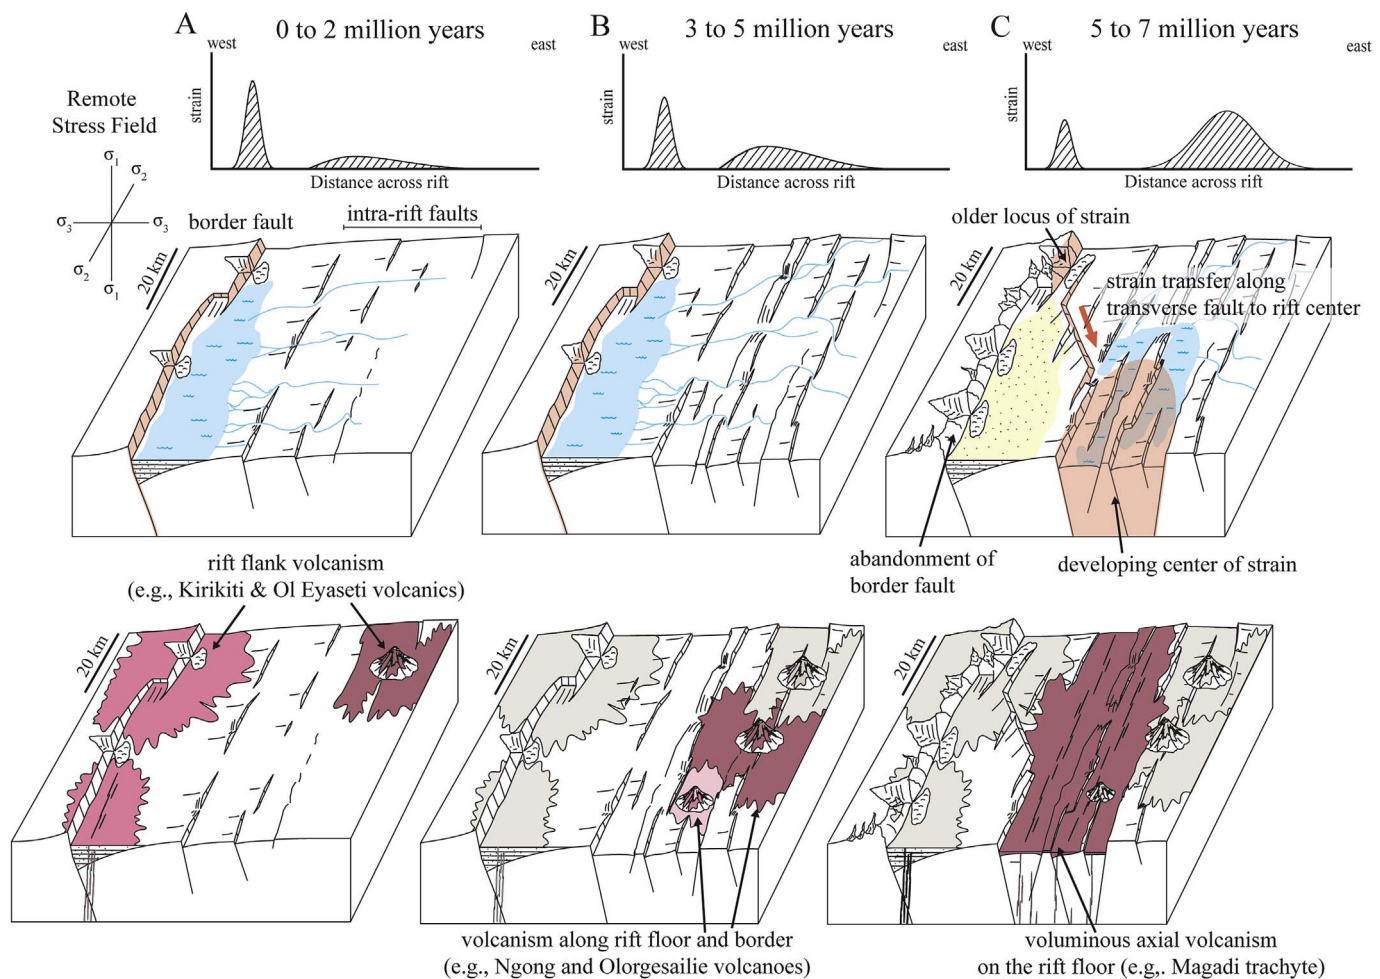 A
0 to 2 million years
B
3 to 5 million years
C
5 to 7 million years
west
east
west
east
west
east
Remote
Stress Field
strain
strain
strain
Distance across rift
Distance across rift
Distance across rift
σ1
σ2
σ3
σ3
σ2
σ1
border fault
intra-rift faults
older locus of strain
20 km
20 km
20 km
strain transfer along
transverse fault to rift center
abandonment of
border fault
developing center of strain
rift flank volcanism
(e.g., Kirikiti & Ol Eyaseti volcanics)
20 km
20 km
20 km
volcanism along rift floor and border
(e.g., Ngong and Olorgesailie volcanoes)
voluminous axial volcanism
on the rift floor (e.g,. Magadi trachyte)